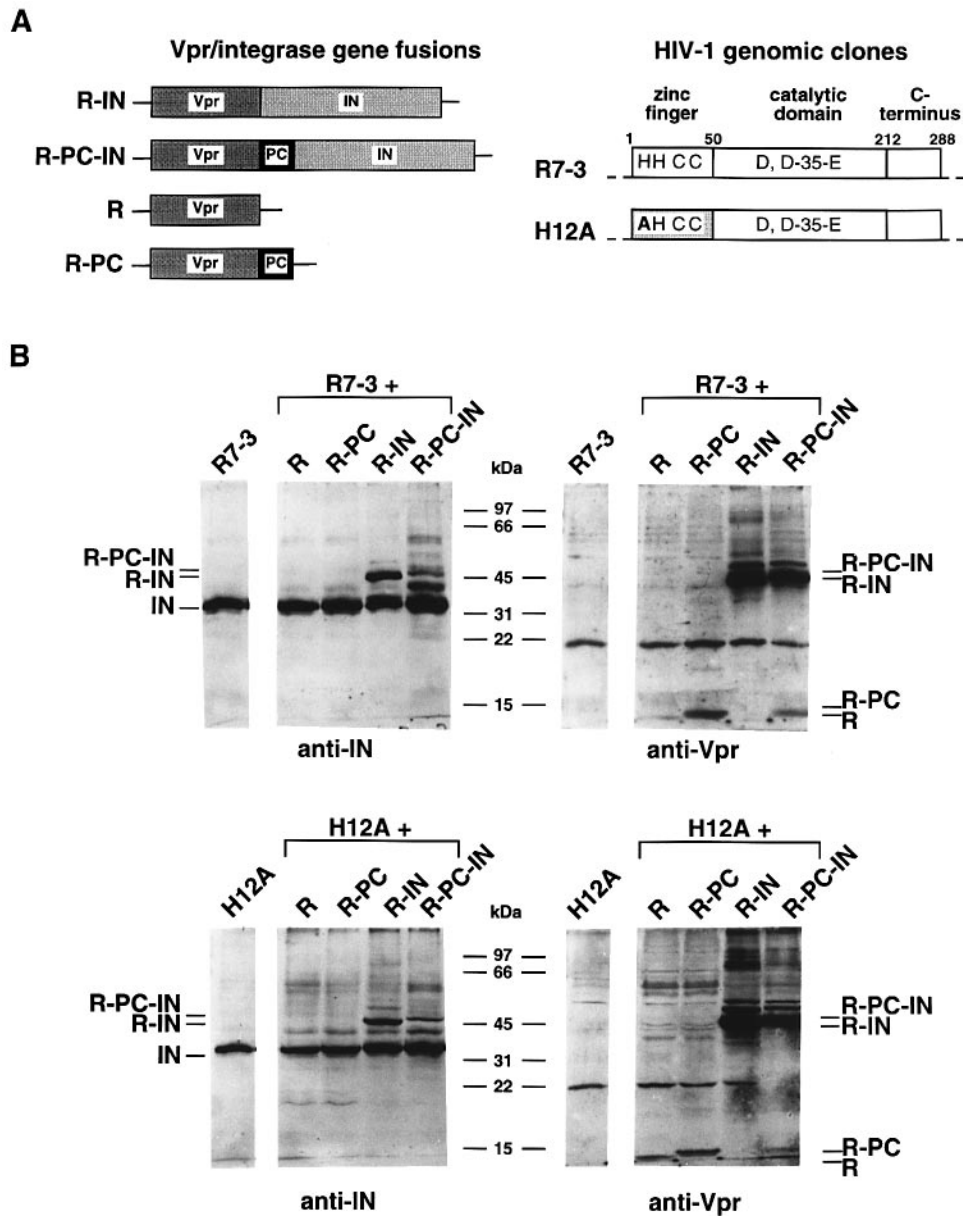 A
Vpr/integrase gene fusions
R-IN
Vpr
IN
R-PC-IN
Vpr
PC
IN
R
Vpr
R-PC
Vpr
PC
HIV-1 genomic clones
zinc finger
catalytic domain
C-terminus
1
50
212
288
R7-3
HH CC
D, D-35-E
H12A
AH CC
D, D-35-E
B
R7-3 +
R7-3
R
R-PC
R-IN
R-PC-IN
kDa
R-PC-IN
R-IN
IN
97
66
45
31
22
15
anti-IN
R7-3 +
R7-3
R
R-PC
R-IN
R-PC-IN
R-PC-IN
R-IN
R-PC
R
anti-Vpr
H12A +
H12A
R
R-PC
R-IN
R-PC-IN
kDa
R-PC-IN
R-IN
IN
97
66
45
31
22
15
anti-IN
H12A +
H12A
R
R-PC
R-IN
R-PC-IN
R-PC-IN
R-IN
R-PC
R
anti-Vpr